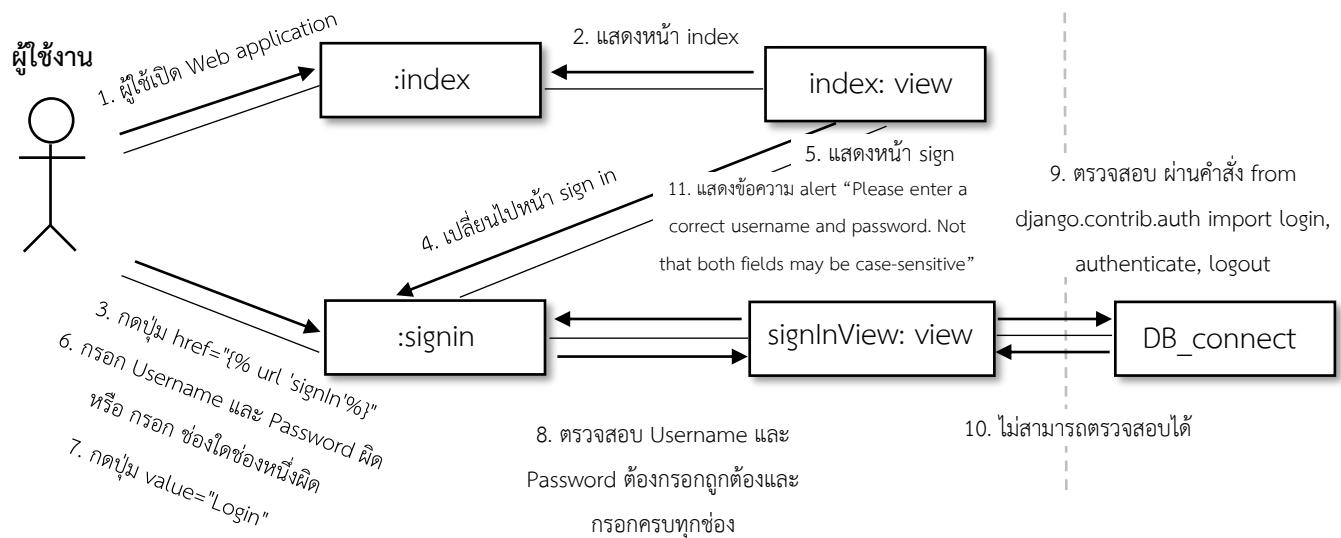 ผู้ใช้งาน
1. ผู้ใช้เปิด Web application
:index
2. แสดงหน้า index
index: view
4. เปลี่ยนไปหน้า sign in
5. แสดงหน้า sign
11. แสดงข้อความ alert “Please enter a
correct username and password. Not
that both fields may be case-sensitive”
9. ตรวจสอบ ผ่านคำสั่ง from
django.contrib.auth import login,
authenticate, logout
3. กดปุ่ม href="{% url 'signIn'%}"
6. กรอก Username และ Password ผิด
หรือ กรอก ช่องใดช่องหนึ่งผิด
7. กดปุ่ม value="Login"
:signin
signInView: view
DB_connect
8. ตรวจสอบ Username และ
Password ต้องกรอกถูกต้องและ
กรอกครบทุกช่อง
10. ไม่สามารถตรวจสอบได้